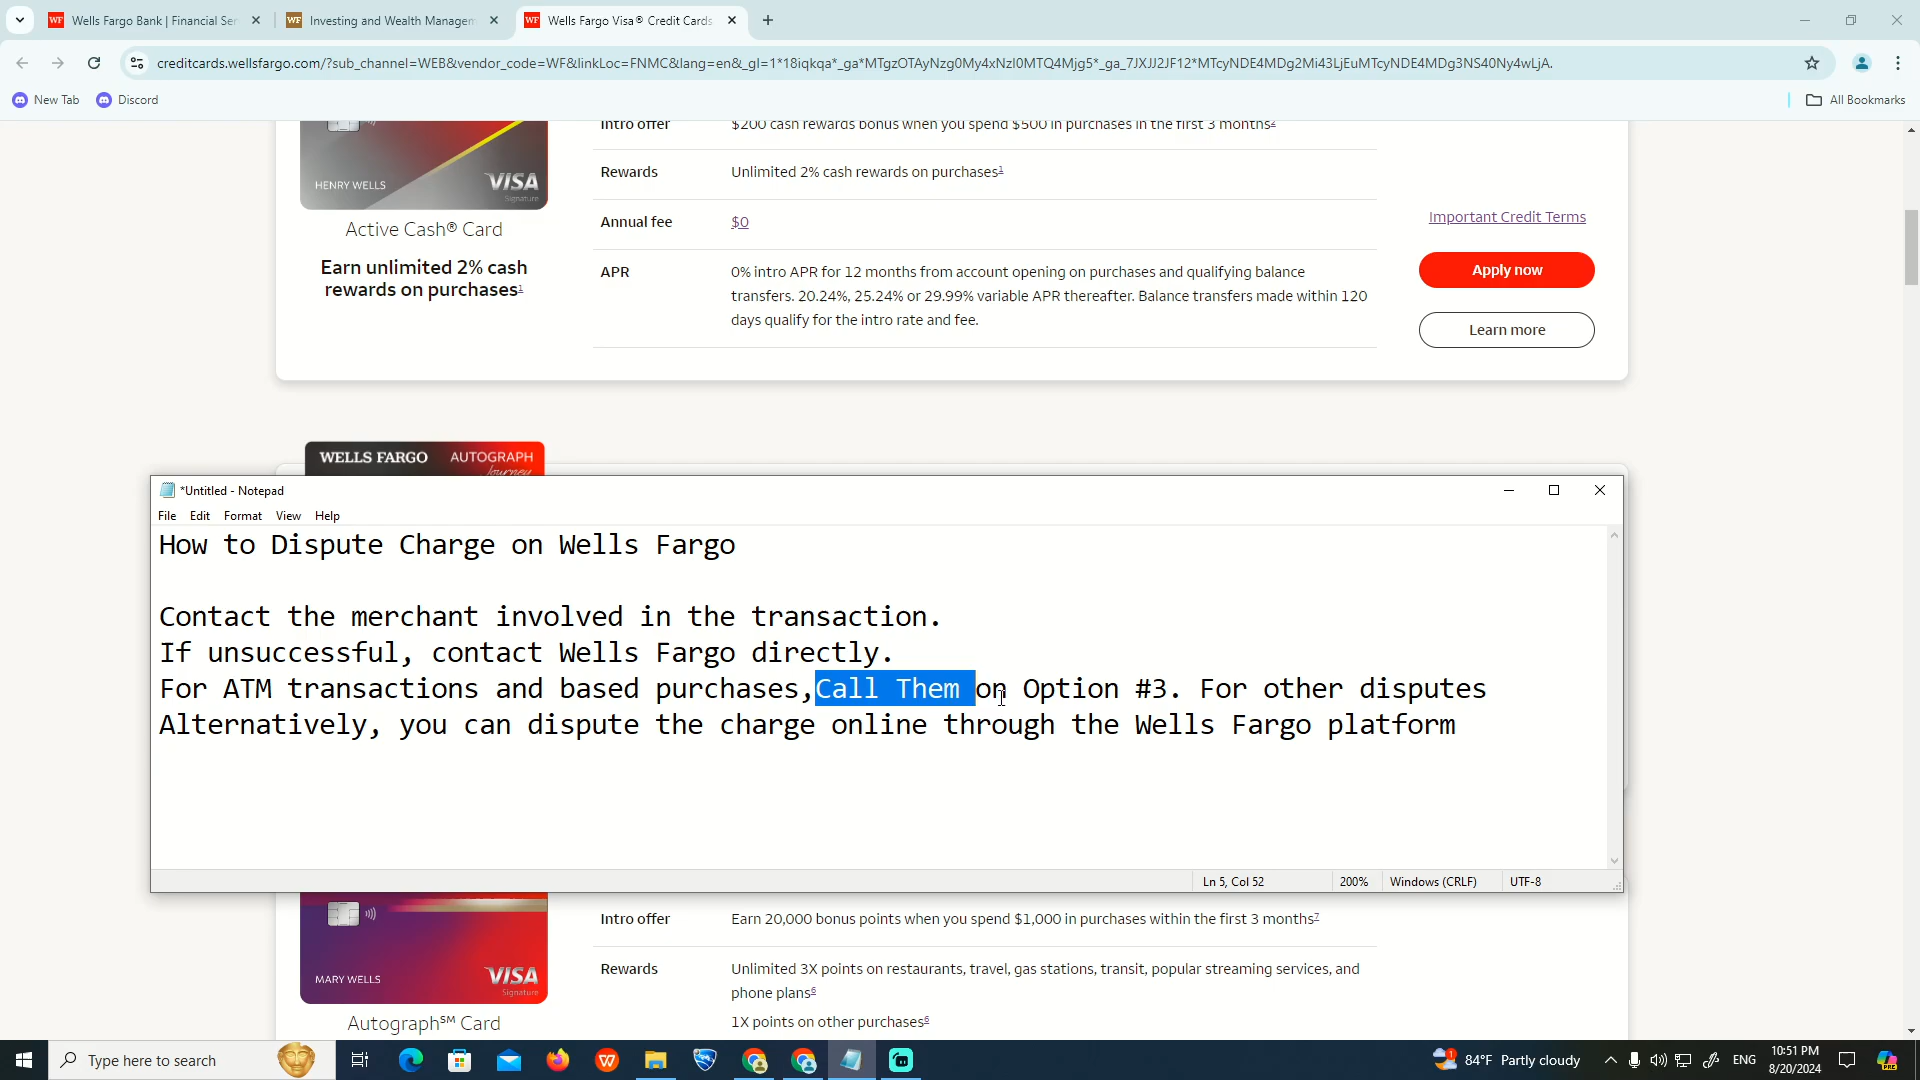 Wells Fargo Bank | Financial Ser
Investing and Wealth Managem
Wells Fargo Visa® Credit Cards
creditcards.wellsfargo.com/?sub_channel=WEB&vendor_code=WF&linkLoc=FNMC&lang=en&_gl=1*18iqkqa*_ga*MTgzOTAyNzg0My4xNzI0MTQ4Mjg5*_ga_7JXJJ2JF12*MTcyNDE4MDg2Mi43LjEuMTcyNDE4MDg3NS40Ny4wLjA.
New Tab
Discord
All Bookmarks
Intro offer
$200 cash rewards bonus when you spend $500 in purchases in the first 3 months2
HENRY WELLS
VISA
Signature
Rewards
Unlimited 2% cash rewards on purchases1
Annual fee
$0
Active Cash® Card
Earn unlimited 2% cash
rewards on purchases1
APR
0% intro APR for 12 months from account opening on purchases and qualifying balance
transfers. 20.24%, 25.24% or 29.99% variable APR thereafter. Balance transfers made within 120
days qualify for the intro rate and fee.
Important Credit Terms
Apply now
Learn more
WELLS FARGO
AUTOGRAPH
Journey
*Untitled - Notepad
File Edit Format View Help
How to Dispute Charge on Wells Fargo
Contact the merchant involved in the transaction.
If unsuccessful, contact Wells Fargo directly.
For ATM transactions and based purchases,Call Them on Option #3. For other disputes
Alternatively, you can dispute the charge online through the Wells Fargo platform
Ln 5, Col 52
200%
Windows (CRLF)
UTF-8
MARY WELLS
VISA
Signature
Autograph℠ Card
Intro offer
Earn 20,000 bonus points when you spend $1,000 in purchases within the first 3 months7
Rewards
Unlimited 3X points on restaurants, travel, gas stations, transit, popular streaming services, and
phone plans6
1X points on other purchases6
Type here to search
84°F Partly cloudy
ENG
10:51 PM
8/20/2024